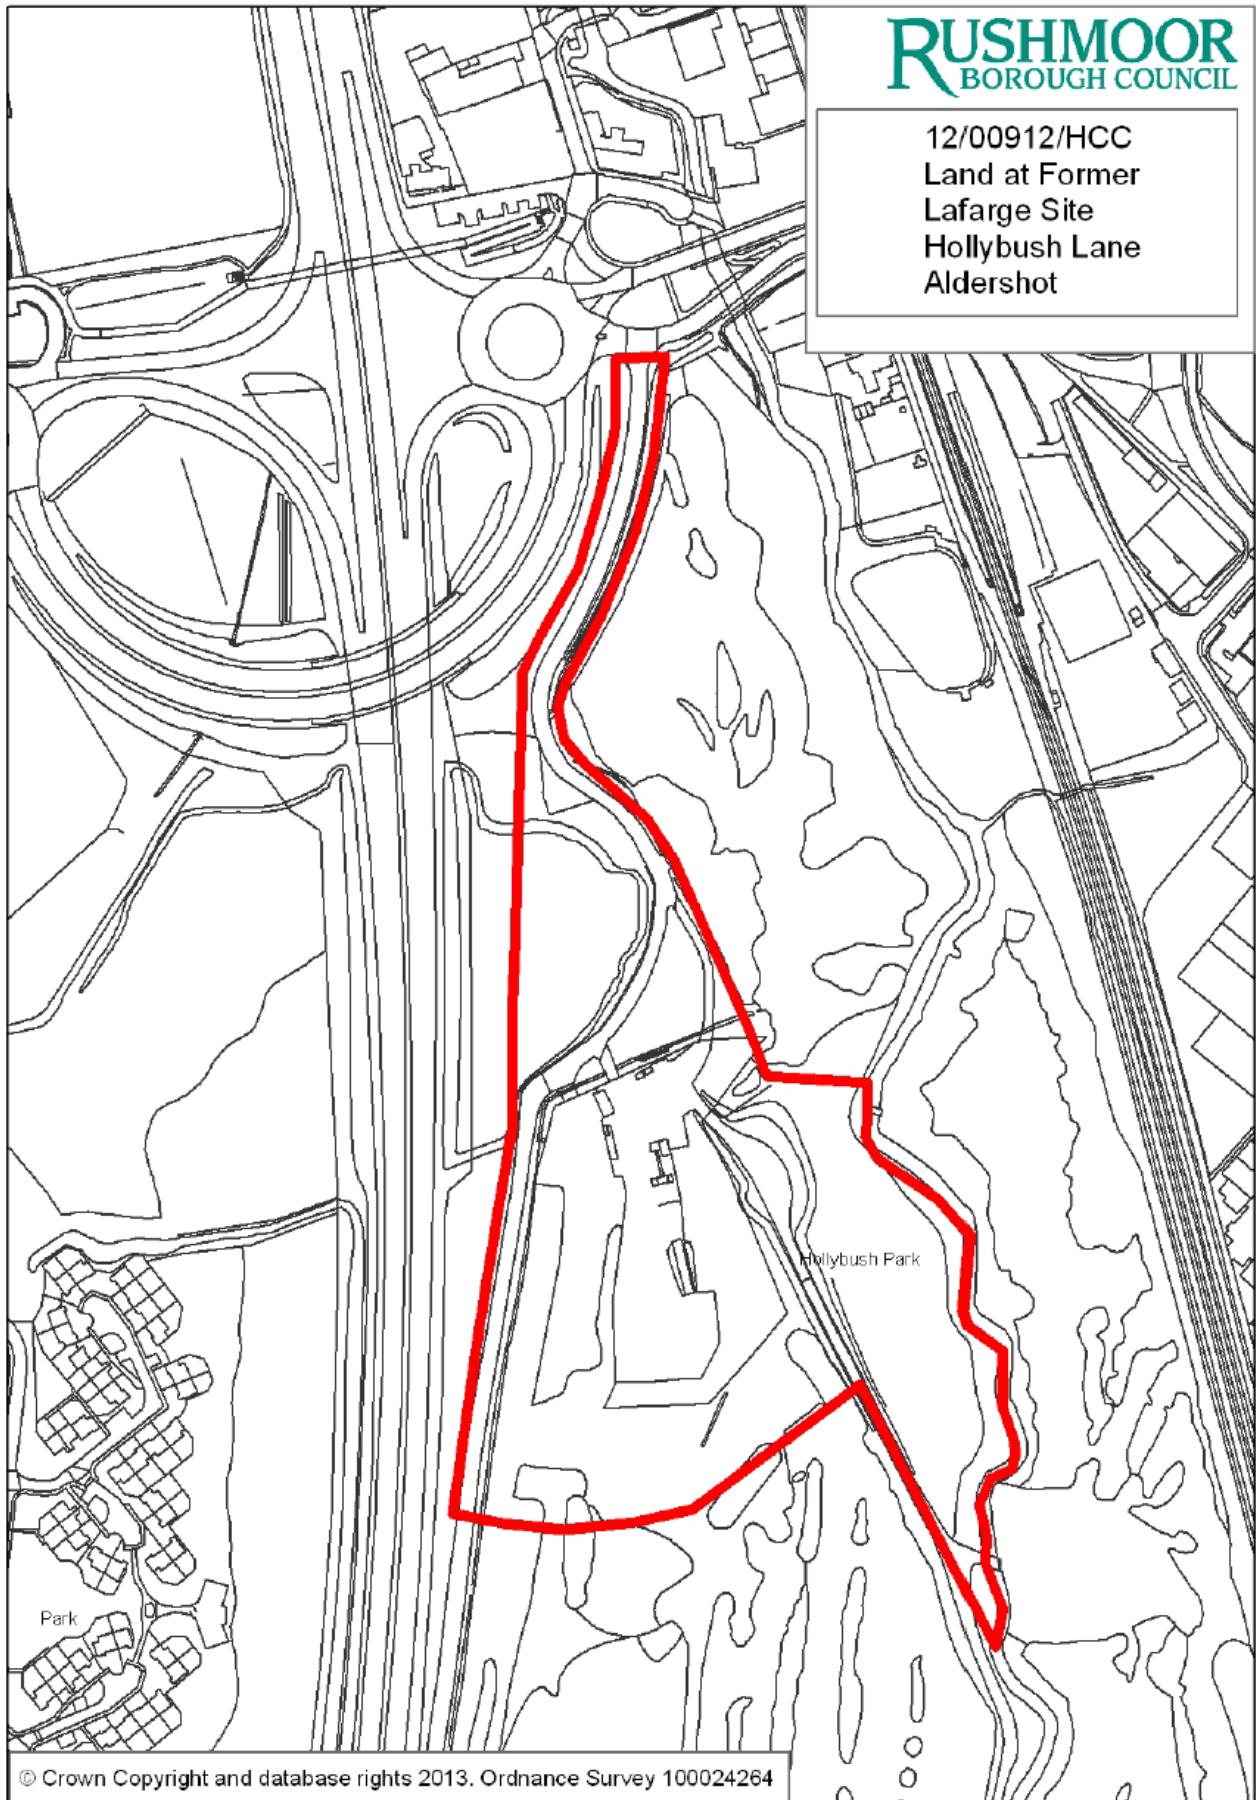 RUSHMOOR
BOROUGH COUNCIL
12/00912/HCC
Land at Former
Lafarge Site
Hollybush Lane
Aldershot
Hollybush Park
Park
© Crown Copyright and database rights 2013. Ordnance Survey 100024264